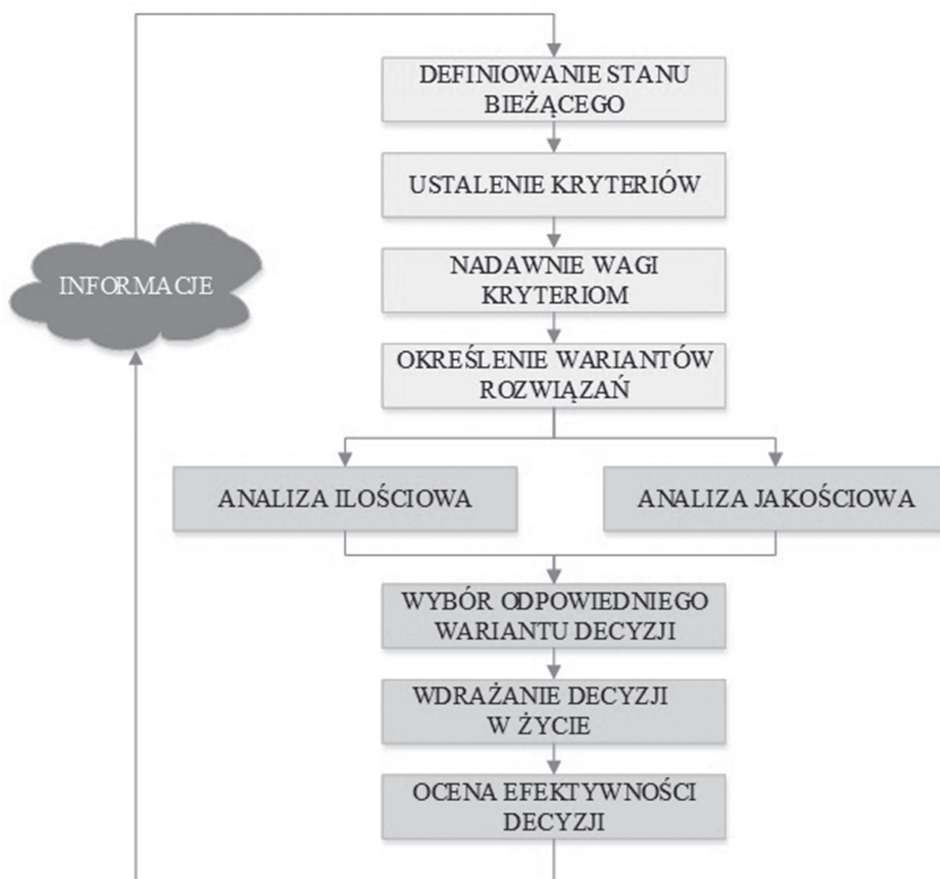 DEFINIOWANIE STANU
BIEŻĄCEGO
USTALENIE KRYTERIÓW
NADAWNIE WAGI
KRYTERIOM
INFORMACJE
OKREŚLENIE WARIANTÓW
ROZWIĄZAŃ
ANALIZA ILOŚCIOWA
ANALIZA JAKOŚCIOWA
WYBÓR ODPOWIEDNIEGO
WARIANTU DECYZJI
WDRAŻANIE DECYZJI
W ŻYCIE
OCENA EFEKTYWNOŚCI
DECYZJI